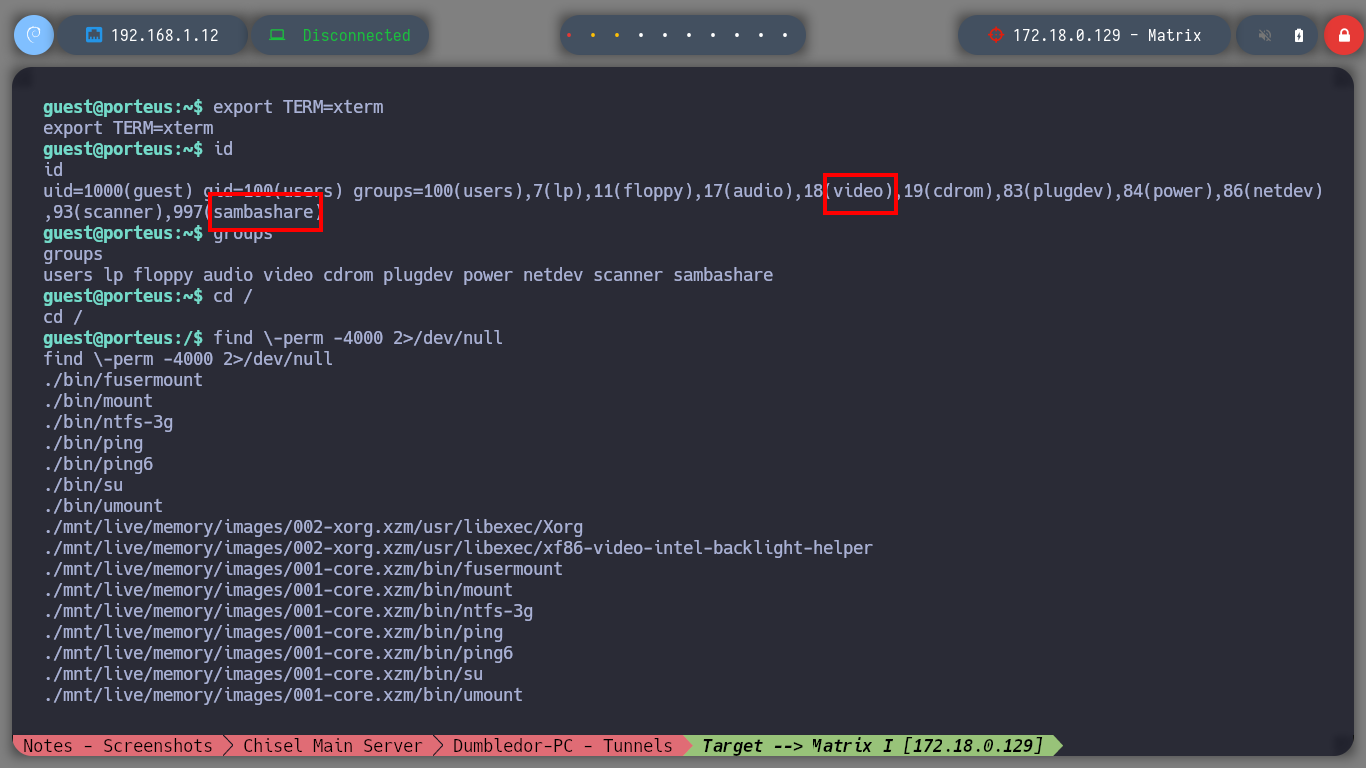 192.168.1.12 Disconnected 172.18.0.129 - Matrix
guest@porteus:~$ export TERM=xterm
export TERM=xterm
guest@porteus:~$ id
id
uid=1000(guest) gid=100(users) groups=100(users),7(lp),11(floppy),17(audio),18(video),19(cdrom),83(plugdev),84(power),86(netdev)
,93(scanner),997(sambashare)
guest@porteus:~$ groups
groups
users lp floppy audio video cdrom plugdev power netdev scanner sambashare
guest@porteus:~$ cd /
cd /
guest@porteus:/$ find \-perm -4000 2>/dev/null
find \-perm -4000 2>/dev/null
./bin/fusermount
./bin/mount
./bin/ntfs-3g
./bin/ping
./bin/ping6
./bin/su
./bin/umount
./mnt/live/memory/images/002-xorg.xzm/usr/libexec/Xorg
./mnt/live/memory/images/002-xorg.xzm/usr/libexec/xf86-video-intel-backlight-helper
./mnt/live/memory/images/001-core.xzm/bin/fusermount
./mnt/live/memory/images/001-core.xzm/bin/mount
./mnt/live/memory/images/001-core.xzm/bin/ntfs-3g
./mnt/live/memory/images/001-core.xzm/bin/ping
./mnt/live/memory/images/001-core.xzm/bin/ping6
./mnt/live/memory/images/001-core.xzm/bin/su
./mnt/live/memory/images/001-core.xzm/bin/umount
Notes - Screenshots Chisel Main Server Dumbledor-PC - Tunnels Target --> Matrix I [172.18.0.129]